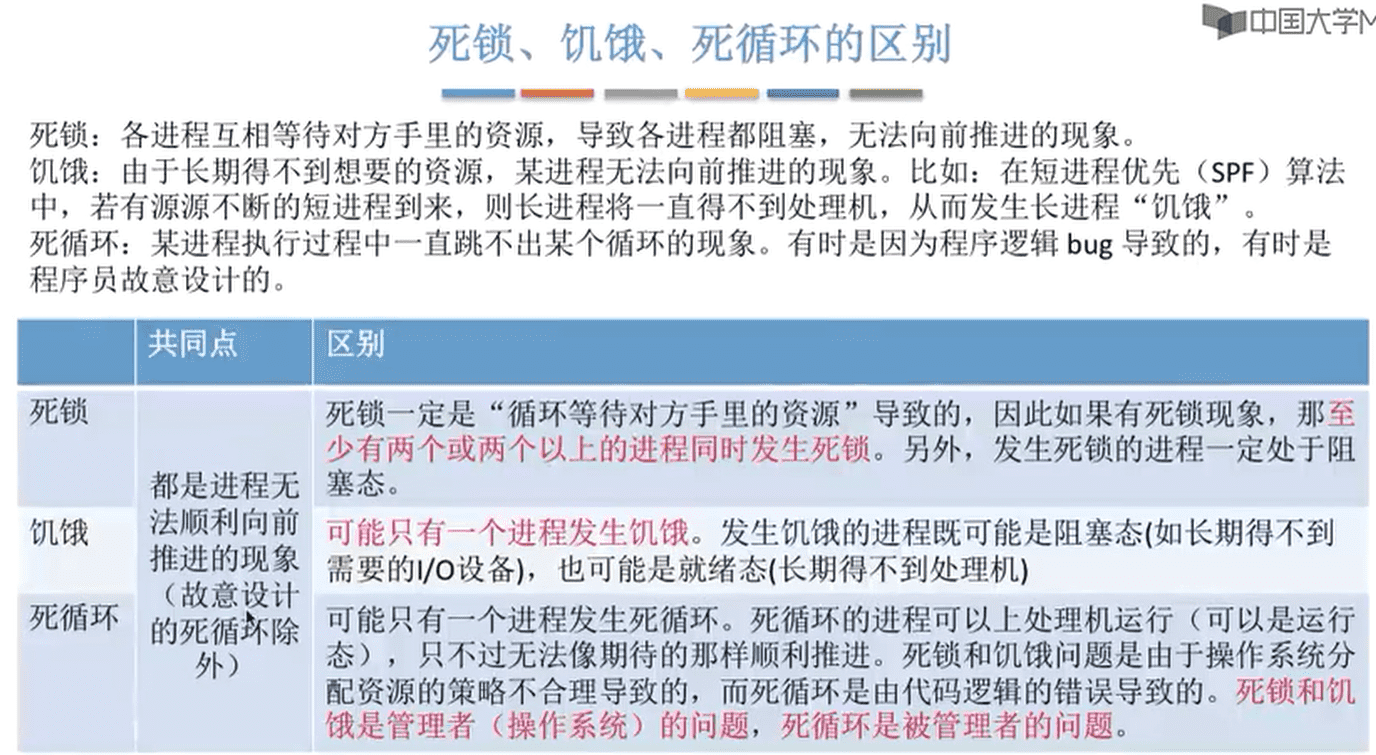 中国大学M
死锁、饥饿、死循环的区别
死锁：各进程互相等待对方手里的资源，导致各进程都阻塞，无法向前推进的现象。
饥饿：由于长期得不到想要的资源，某进程无法向前推进的现象。比如：在短进程优先（SPF）算法
中，若有源源不断的短进程到来，则长进程将一直得不到处理机，从而发生长进程“饥饿”。
死循环：某进程执行过程中一直跳不出某个循环的现象。有时是因为程序逻辑 bug 导致的，有时是
程序员故意设计的。
共同点
区别
死锁
死锁一定是“循环等待对方手里的资源”导致的，因此如果有死锁现象，那至
少有两个或两个以上的进程同时发生死锁。另外，发生死锁的进程一定处于阻
塞态。
都是进程无
法顺利向前
推进的现象
（故意设计
的死循环除
外）
饥饿
可能只有一个进程发生饥饿。发生饥饿的进程既可能是阻塞态(如长期得不到
需要的I/O设备)，也可能是就绪态(长期得不到处理机)
死循环
可能只有一个进程发生死循环。死循环的进程可以上处理机运行（可以是运行
态），只不过无法像期待的那样顺利推进。死锁和饥饿问题是由于操作系统分
配资源的策略不合理导致的，而死循环是由代码逻辑的错误导致的。死锁和饥
饿是管理者（操作系统）的问题，死循环是被管理者的问题。